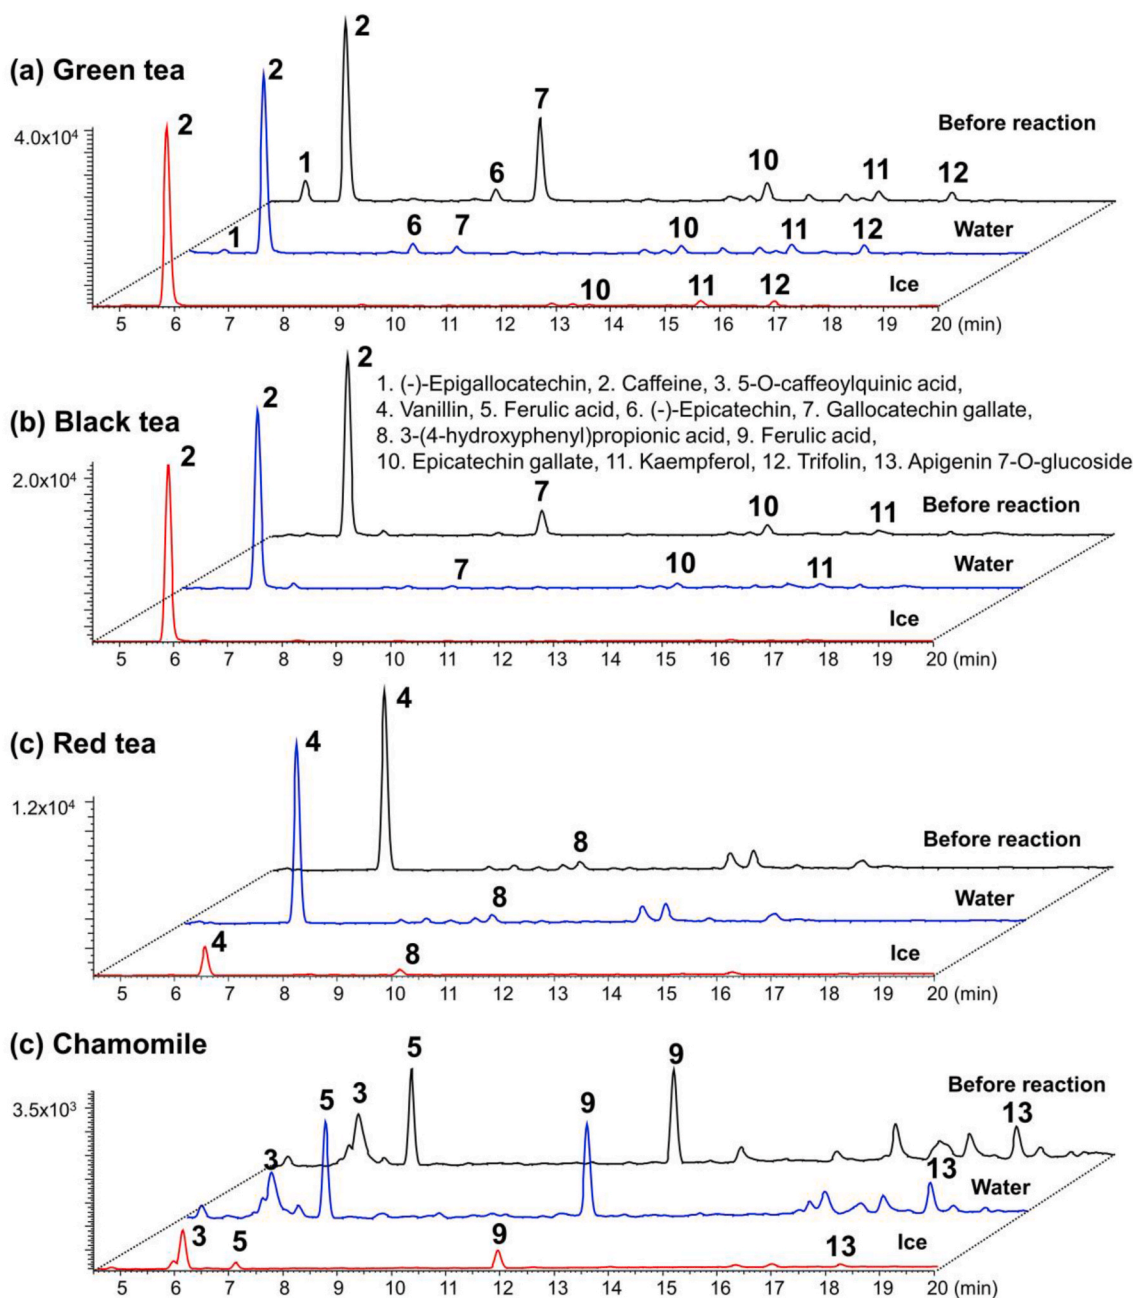 (a) Green tea
2
2
2
7
4.0x10⁴
Before reaction
1
6
10
11
12
1
6
7
10
11
12
Water
10
11
12
Ice
5 6 7 8 9 10 11 12 13 14 15 16 17 18 19 20 (min)
2
1. (-)-Epigallocatechin, 2. Caffeine, 3. 5-O-caffeoylquinic acid,
4. Vanillin, 5. Ferulic acid, 6. (-)-Epicatechin, 7. Gallocatechin gallate,
8. 3-(4-hydroxyphenyl)propionic acid, 9. Ferulic acid,
10. Epicatechin gallate, 11. Kaempferol, 12. Trifolin, 13. Apigenin 7-O-glucoside
(b) Black tea
2
2
2.0x10⁴
7
10
11
Before reaction
7
10
11
Water
Ice
5 6 7 8 9 10 11 12 13 14 15 16 17 18 19 20 (min)
4
(c) Red tea
4
1.2x10⁴
8
Before reaction
8
Water
4
8
Ice
5 6 7 8 9 10 11 12 13 14 15 16 17 18 19 20 (min)
(c) Chamomile
5
9
3
Before reaction
3.5x10³
5
9
13
3
13
Water
3
5
9
13
Ice
5 6 7 8 9 10 11 12 13 14 15 16 17 18 19 20 (min)